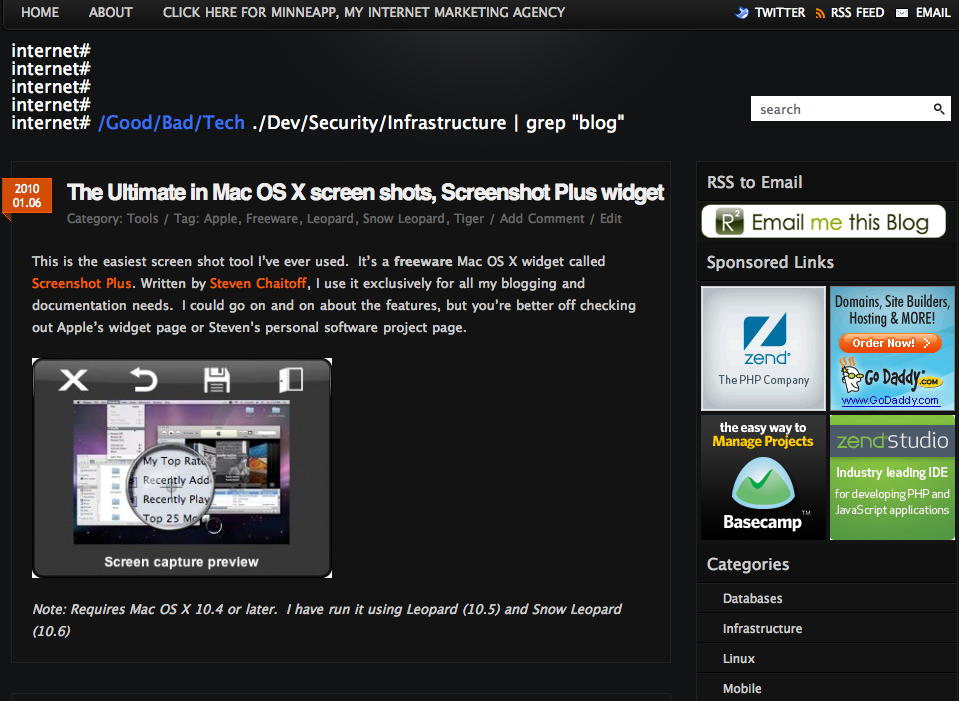 HOME ABOUT CLICK HERE FOR MINNEAPP, MY INTERNET MARKETING AGENCY TWITTER RSS FEED EMAIL
internet#
internet#
internet#
internet#
internet# /Good/Bad/Tech ./Dev/Security/Infrastructure | grep "blog"
search
2010
01.06
The Ultimate in Mac OS X screen shots, Screenshot Plus widget
Category: Tools / Tag: Apple, Freeware, Leopard, Snow Leopard, Tiger / Add Comment / Edit
This is the easiest screen shot tool I've ever used. It's a freeware Mac OS X widget called
Screenshot Plus. Written by Steven Chaitoff, I use it exclusively for all my blogging and
documentation needs. I could go on and on about the features, but you're better off checking
out Apple's widget page or Steven's personal software project page.
My Top Rate
Recently Add
Recently Play
Top 25 Mo
Screen capture preview
Note: Requires Mac OS X 10.4 or later. I have run it using Leopard (10.5) and Snow Leopard
(10.6)
RSS to Email
R2 Email me this Blog
Sponsored Links
zend
The PHP Company
Domains, Site Builders,
Hosting & MORE!
Order Now! >
Go Daddy.COM
www.GoDaddy.com
the easy way to
Manage Projects
Basecamp™
zend studio
Industry leading IDE
for developing PHP and
JavaScript applications
Categories
Databases
Infrastructure
Linux
Mobile